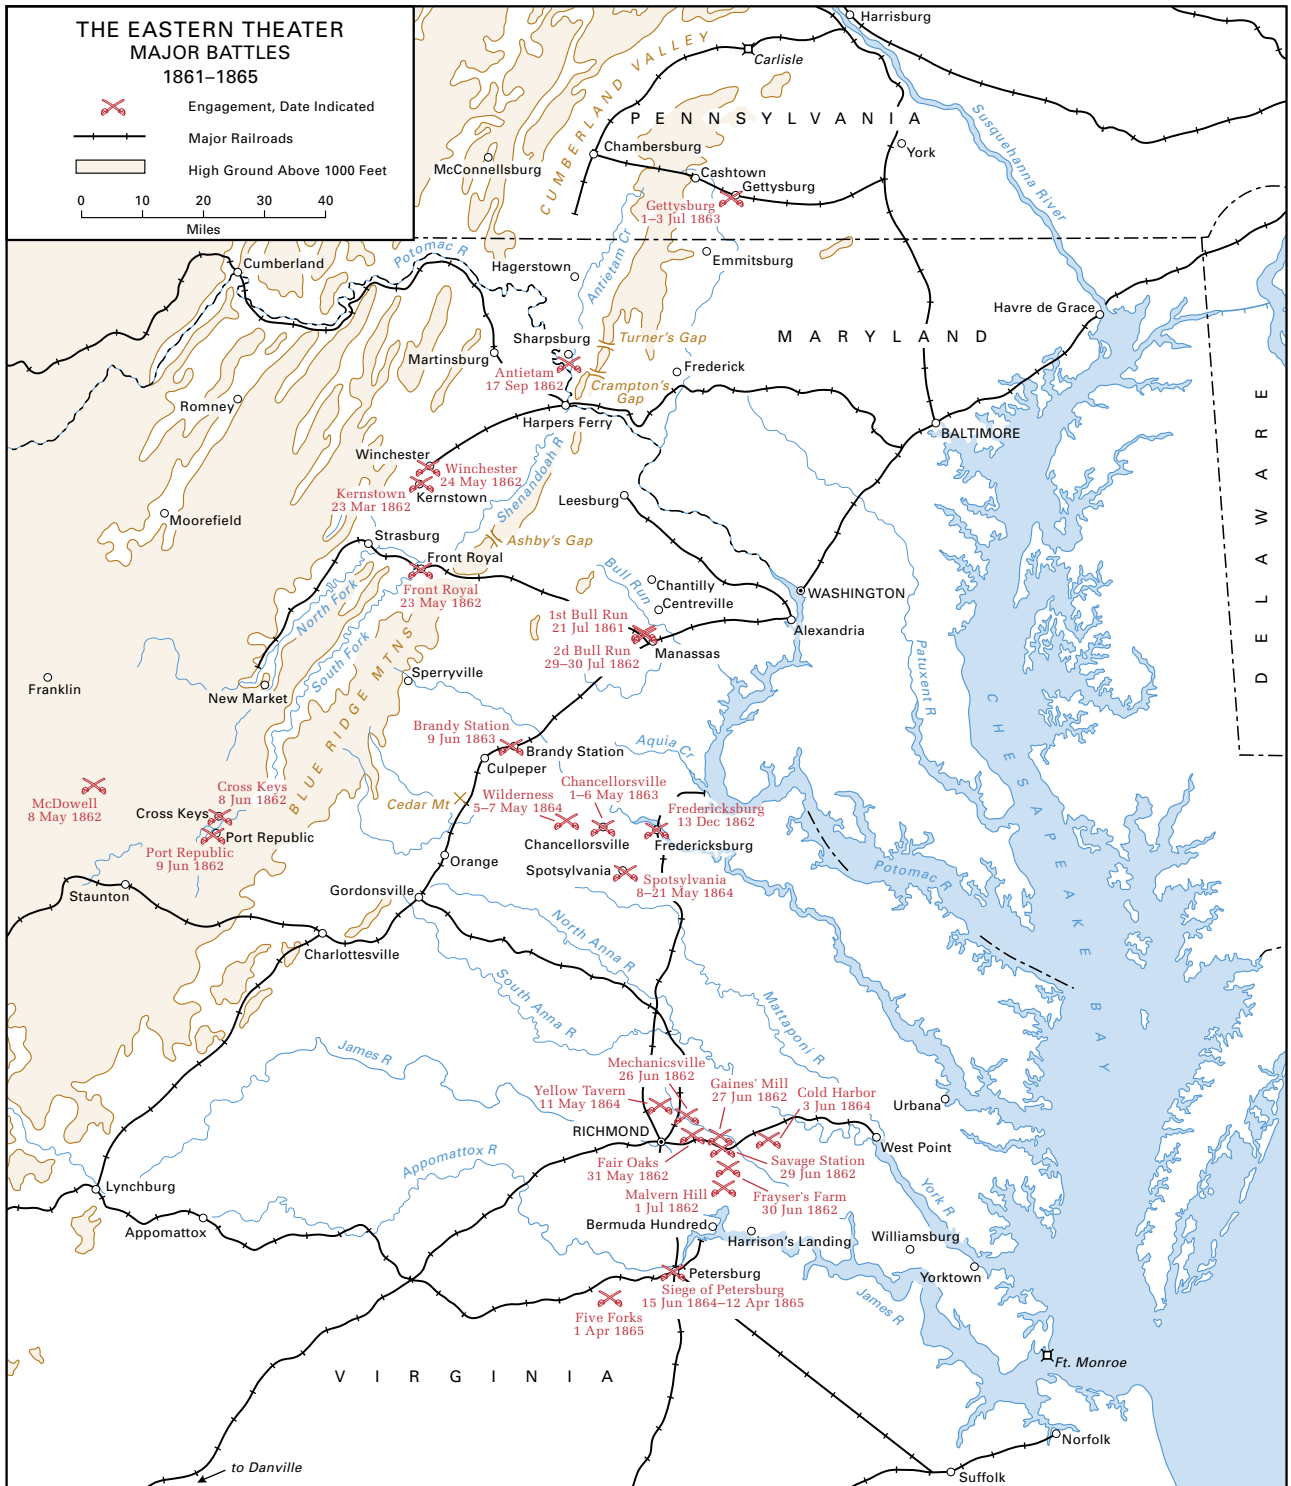 THE EASTERN THEATER
MAJOR BATTLES
1861–1865
Engagement, Date Indicated
Major Railroads
High Ground Above 1000 Feet
0 10 20 30 40
Miles
Harrisburg
Carlisle
CUMBERLAND VALLEY
PENNSYLVANIA
Susquehanna River
Chambersburg
York
McConnellsburg
Cashtown
Gettysburg
Gettysburg
1–3 Jul 1863
Antietam Cr
Potomac R
Cumberland
Hagerstown
Emmitsburg
Havre de Grace
MARYLAND
Sharpsburg
Turner's Gap
Martinsburg
Antietam
17 Sep 1862
Frederick
Crampton's
Gap
Romney
Harpers Ferry
BALTIMORE
DELAWARE
Winchester
Winchester
24 May 1862
Kernstown
23 Mar 1862
Kernstown
Shenandoah R
Leesburg
Moorefield
Strasburg
Ashby's Gap
Front Royal
Front Royal
23 May 1862
Bull Run
Chantilly
Centreville
WASHINGTON
North Fork
South Fork
1st Bull Run
21 Jul 1861
Alexandria
2d Bull Run
29–30 Jul 1862
Manassas
Patuxent R
Franklin
New Market
Sperryville
BLUE RIDGE MTNS
CHESAPEAKE BAY
Brandy Station
9 Jun 1863
Brandy Station
Aquia Cr
Culpeper
McDowell
8 May 1862
Cross Keys
8 Jun 1862
Cross Keys
Cedar Mt
Wilderness
5–7 May 1864
Chancellorsville
1–6 May 1863
Fredericksburg
13 Dec 1862
Port Republic
Port Republic
9 Jun 1862
Chancellorsville
Fredericksburg
Orange
Spotsylvania
Spotsylvania
8–21 May 1864
Potomac R
Staunton
Gordonsville
Charlottesville
North Anna R
South Anna R
Mattaponi R
James R
Mechanicsville
26 Jun 1862
Yellow Tavern
11 May 1864
Gaines' Mill
27 Jun 1862
Cold Harbor
3 Jun 1864
Urbana
RICHMOND
West Point
Appomattox R
Fair Oaks
31 May 1862
Savage Station
29 Jun 1862
Lynchburg
Malvern Hill
1 Jul 1862
Frayser's Farm
30 Jun 1862
York R
Appomattox
Bermuda Hundred
Harrison's Landing
Williamsburg
Petersburg
Yorktown
Siege of Petersburg
15 Jun 1864–12 Apr 1865
James R
Five Forks
1 Apr 1865
Ft. Monroe
VIRGINIA
Norfolk
to Danville
Suffolk